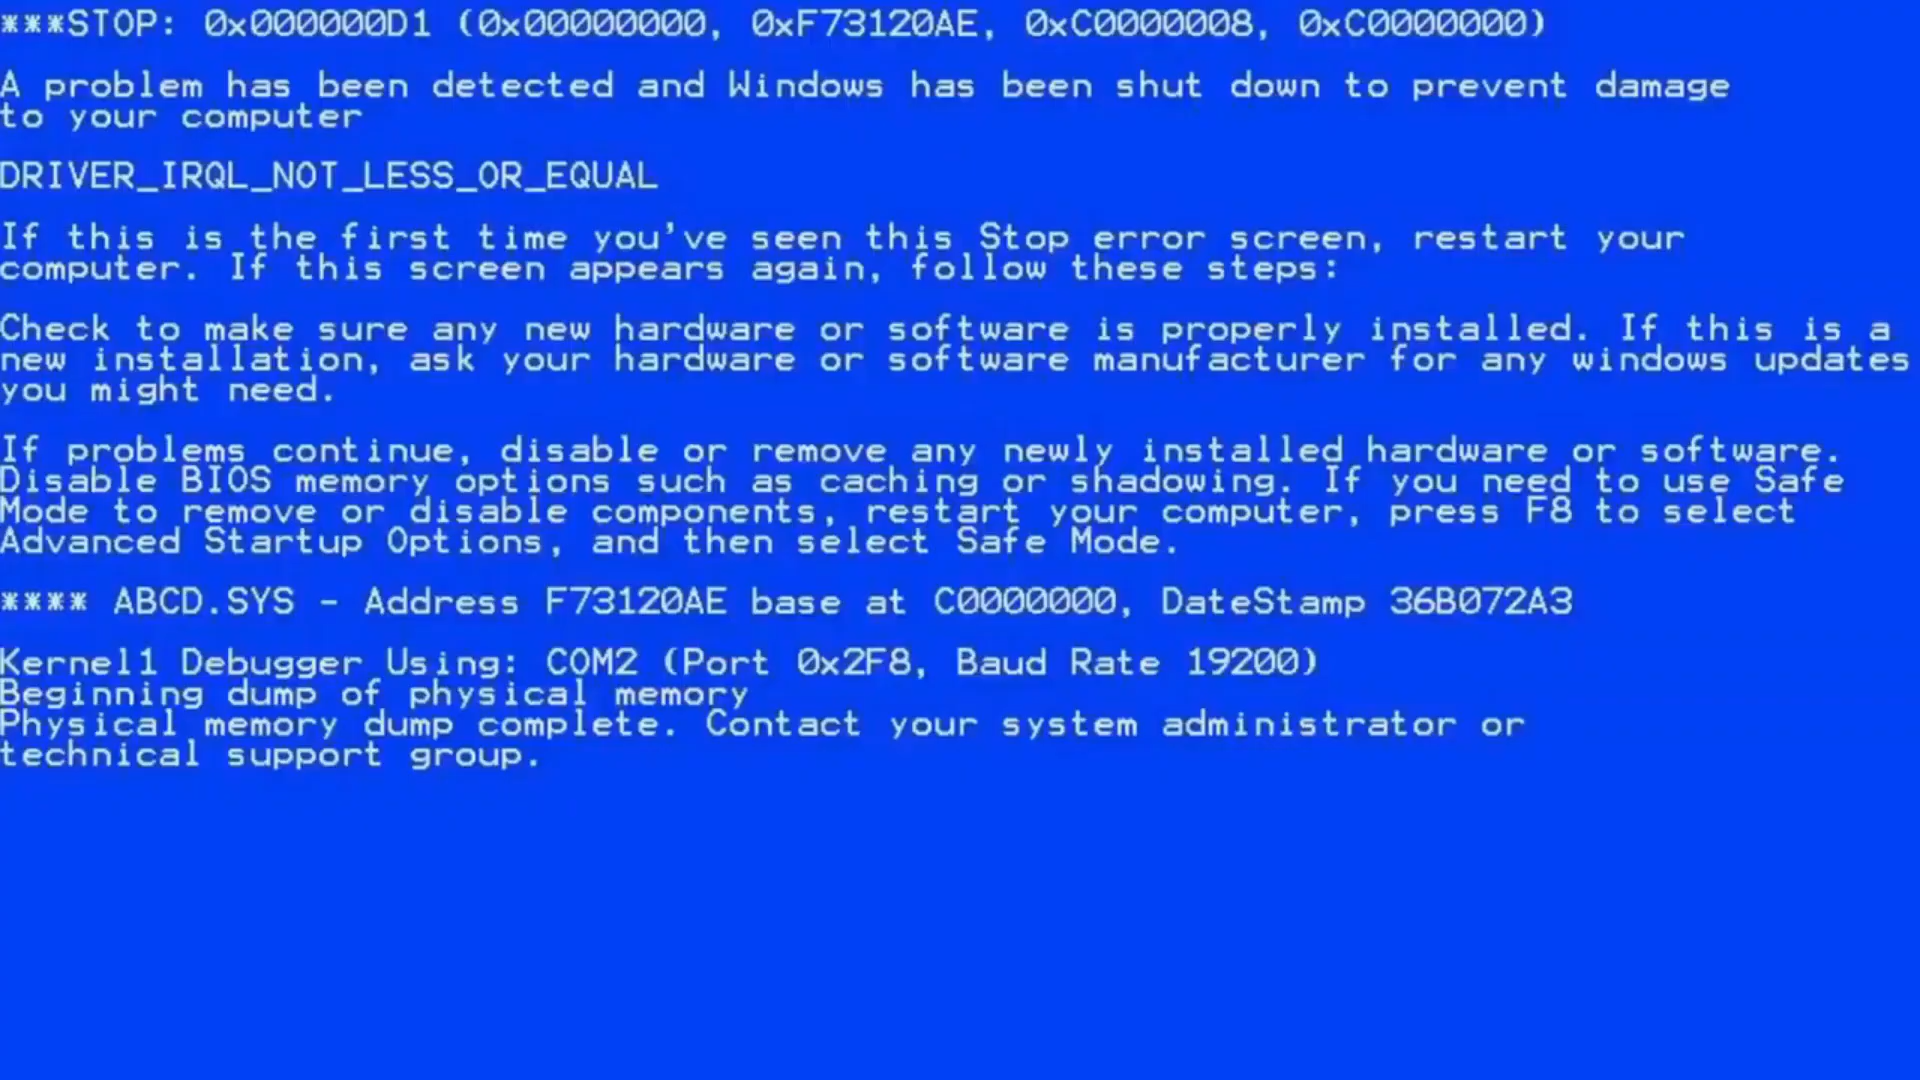 ***STOP: 0x000000D1 (0x00000000, 0xF73120AE, 0xC0000008, 0xC0000000)
A problem has been detected and Windows has been shut down to prevent damage
to your computer
DRIVER_IRQL_NOT_LESS_OR_EQUAL
If this is the first time you've seen this Stop error screen, restart your
computer. If this screen appears again, follow these steps:
Check to make sure any new hardware or software is properly installed. If this is a
new installation, ask your hardware or software manufacturer for any windows updates
you might need.
If problems continue, disable or remove any newly installed hardware or software.
Disable BIOS memory options such as caching or shadowing. If you need to use Safe
Mode to remove or disable components, restart your computer, press F8 to select
Advanced Startup Options, and then select Safe Mode.
**** ABCD.SYS - Address F73120AE base at C0000000, DateStamp 36B072A3
Kernel1 Debugger Using: COM2 (Port 0x2F8, Baud Rate 19200)
Beginning dump of physical memory
Physical memory dump complete. Contact your system administrator or
technical support group.